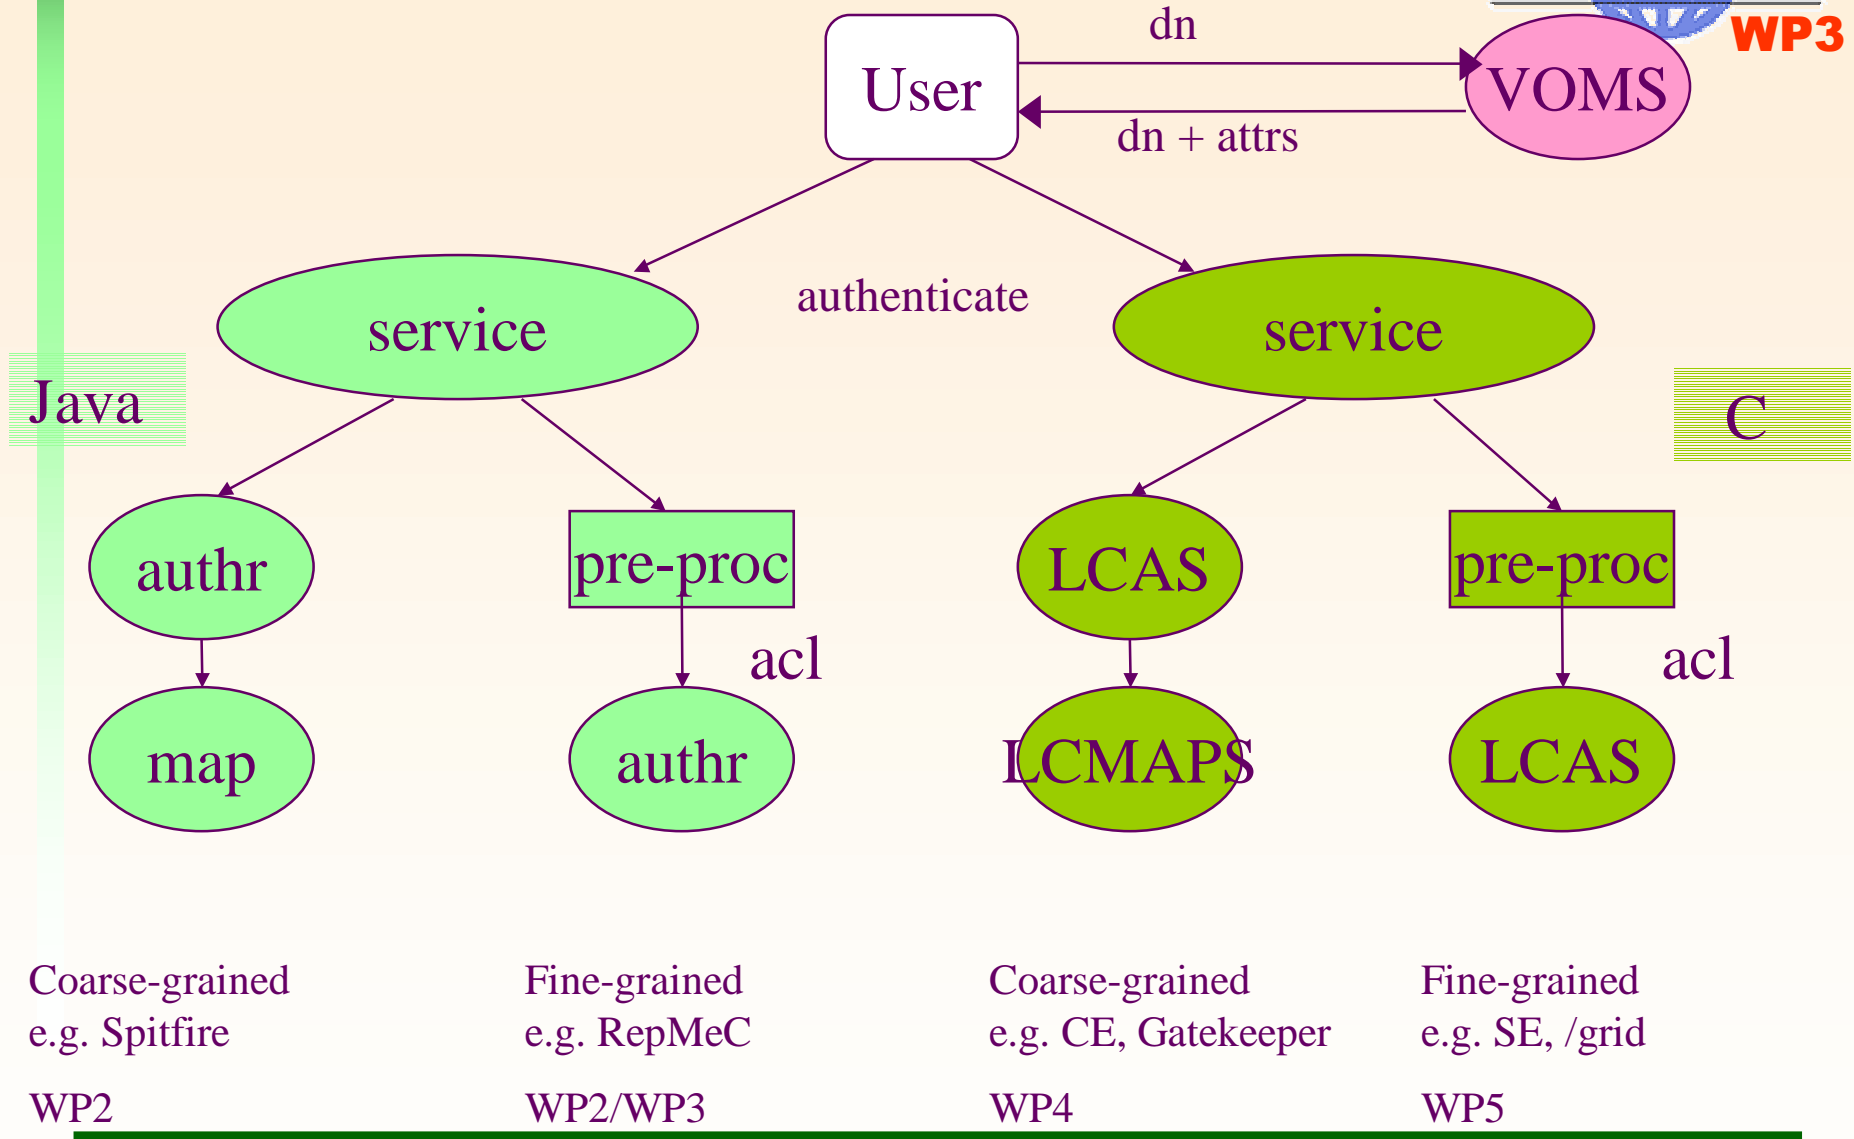 dn
WP3
User
VOMS
dn + attrs
authenticate
service
service
Java
C
authr
pre-proc
LCAS
pre-proc
acl
acl
map
authr
LCMAPS
LCAS
Coarse-grained
e.g. Spitfire
WP2
Fine-grained
e.g. RepMeC
WP2/WP3
Coarse-grained
e.g. CE, Gatekeeper
WP4
Fine-grained
e.g. SE, /grid
WP5